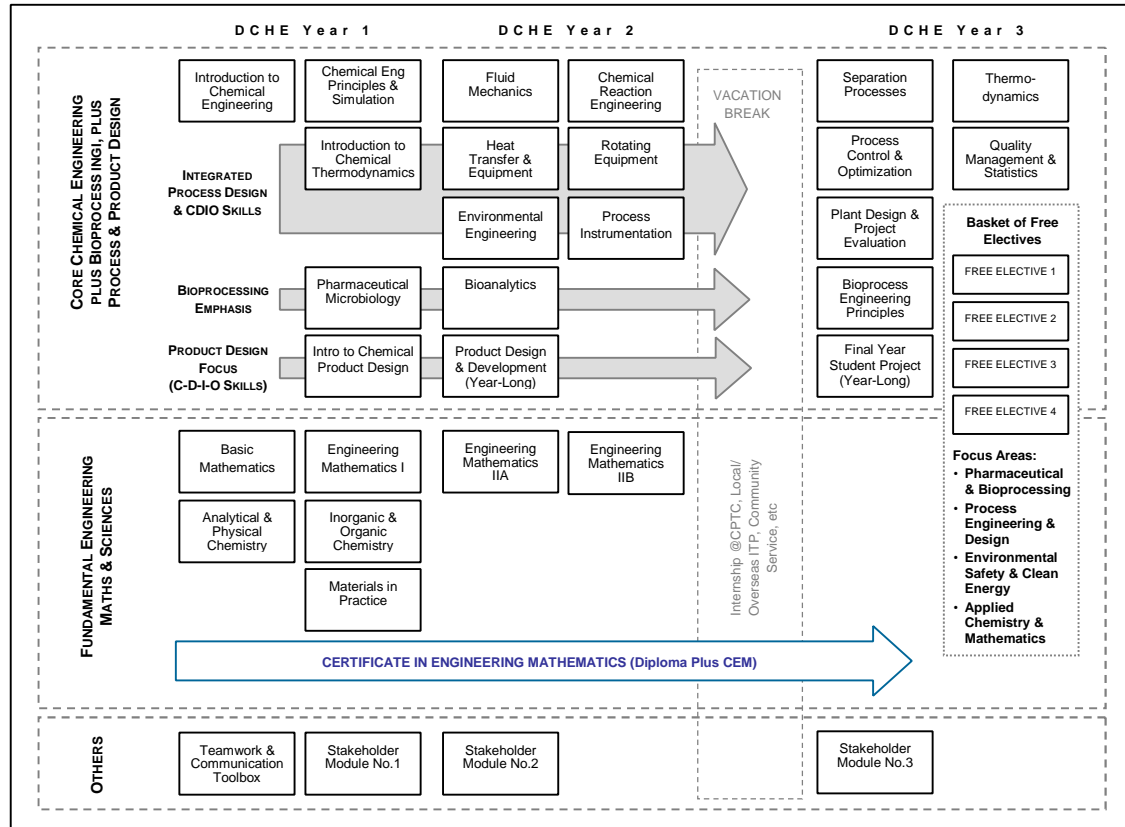 DCHE Year 1
DCHE Year 2
DCHE Year 3
CORE CHEMICAL ENGINEERING
PLUS BIOPROCESS INGI, PLUS
PROCESS & PRODUCT DESIGN
Introduction to
Chemical
Engineering
Chemical Eng
Principles &
Simulation
Fluid
Mechanics
Chemical
Reaction
Engineering
VACATION
BREAK
Separation
Processes
Thermo-
dynamics
INTEGRATED
PROCESS DESIGN
& CDIO SKILLS
Introduction to
Chemical
Thermodynamics
Heat
Transfer &
Equipment
Rotating
Equipment
Process
Control &
Optimization
Quality
Management &
Statistics
Environmental
Engineering
Process
Instrumentation
Plant Design &
Project
Evaluation
Basket of Free
Electives
FREE ELECTIVE 1
FREE ELECTIVE 2
FREE ELECTIVE 3
FREE ELECTIVE 4
BIOPROCESSING
EMPHASIS
Pharmaceutical
Microbiology
Bioanalytics
Bioprocess
Engineering
Principles
PRODUCT DESIGN
FOCUS
(C-D-I-O SKILLS)
Intro to Chemical
Product Design
Product Design
& Development
(Year-Long)
Final Year
Student Project
(Year-Long)
FUNDAMENTAL ENGINEERING
MATHS & SCIENCES
Basic
Mathematics
Engineering
Mathematics I
Engineering
Mathematics
IIA
Engineering
Mathematics
IIB
Analytical &
Physical
Chemistry
Inorganic &
Organic
Chemistry
Materials in
Practice
Internship @CPTC, Local/
Overseas ITP, Community
Service, etc
Focus Areas:
• Pharmaceutical
& Bioprocessing
• Process
Engineering &
Design
• Environmental
Safety & Clean
Energy
• Applied
Chemistry &
Mathematics
CERTIFICATE IN ENGINEERING MATHEMATICS (Diploma Plus CEM)
OTHERS
Teamwork &
Communication
Toolbox
Stakeholder
Module No.1
Stakeholder
Module No.2
Stakeholder
Module No.3